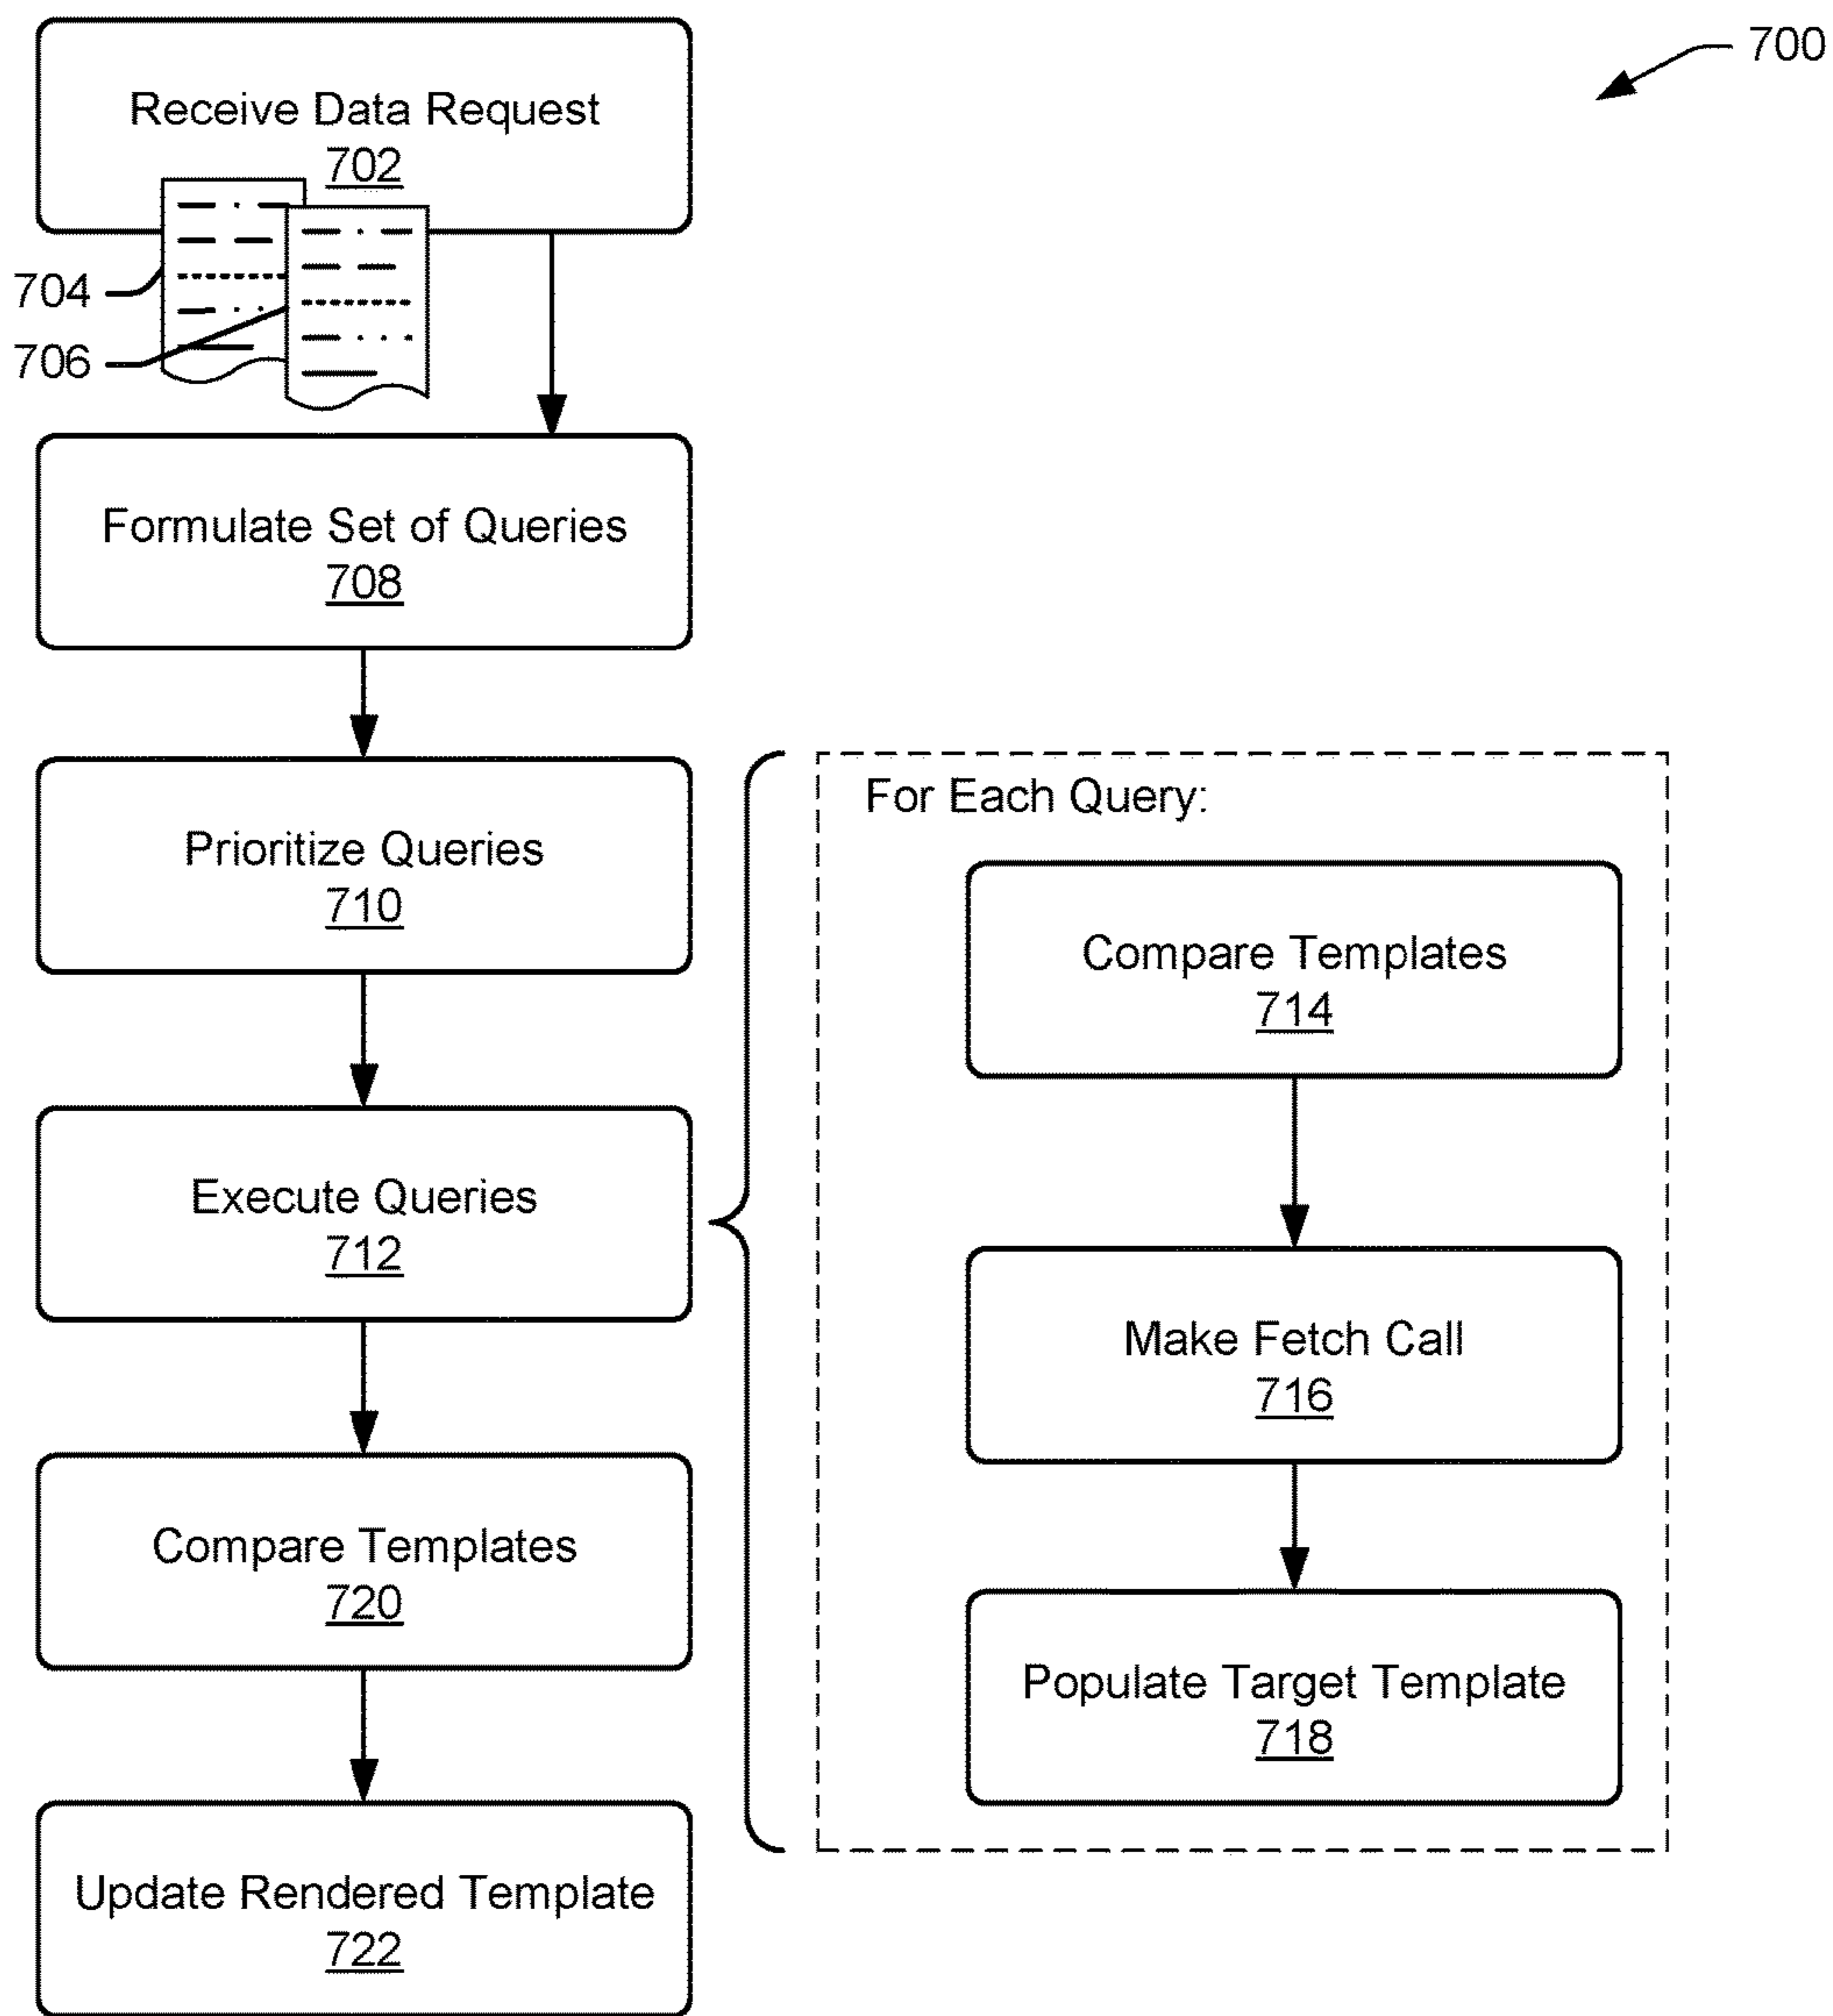 700
Receive Data Request
702
704
706
Formulate Set of Queries
708
Prioritize Queries
710
Execute Queries
712
Compare Templates
720
Update Rendered Template
722
For Each Query:
Compare Templates
714
Make Fetch Call
716
Populate Target Template
718